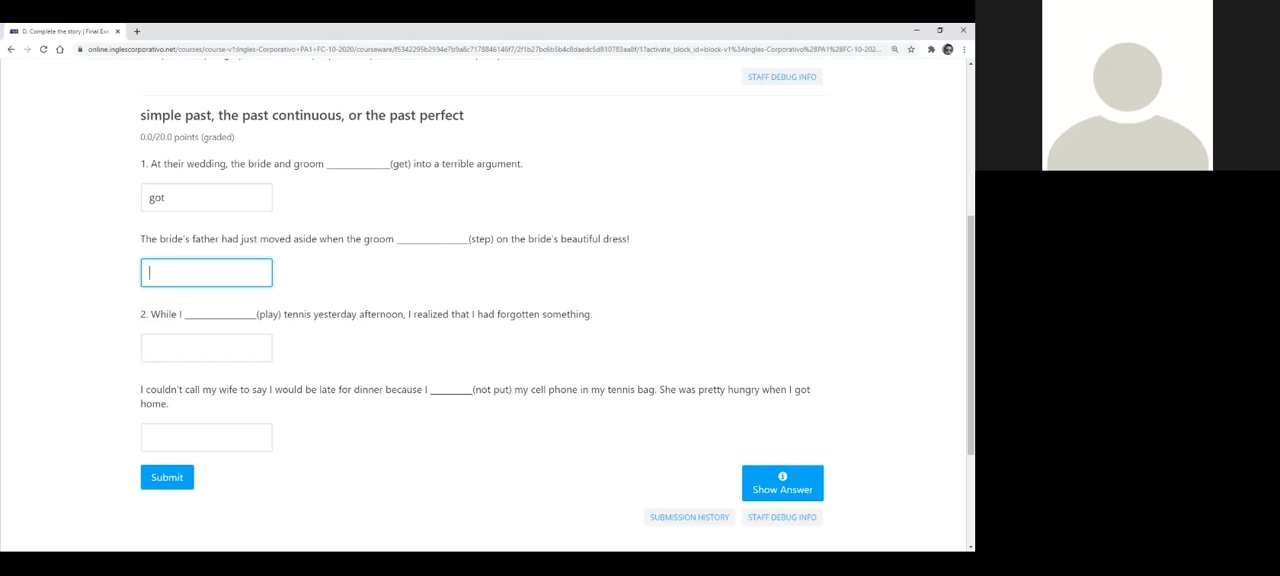 D. Complete the story | Final Exa
online.inglescorporativo.net/courses/course-v1:Ingles-Corporativo+PA1+FC-10-2020/courseware/
STAFF DEBUG INFO
simple past, the past continuous, or the past perfect
0.0/20.0 points (graded)
1. At their wedding, the bride and groom _____________(get) into a terrible argument.
got
The bride's father had just moved aside when the groom _______________(step) on the bride's beautiful dress!
2. While I _______________(play) tennis yesterday afternoon, I realized that I had forgotten something.
I couldn't call my wife to say I would be late for dinner because I _________(not put) my cell phone in my tennis bag. She was pretty hungry when I got
home.
Submit
Show Answer
SUBMISSION HISTORY STAFF DEBUG INFO